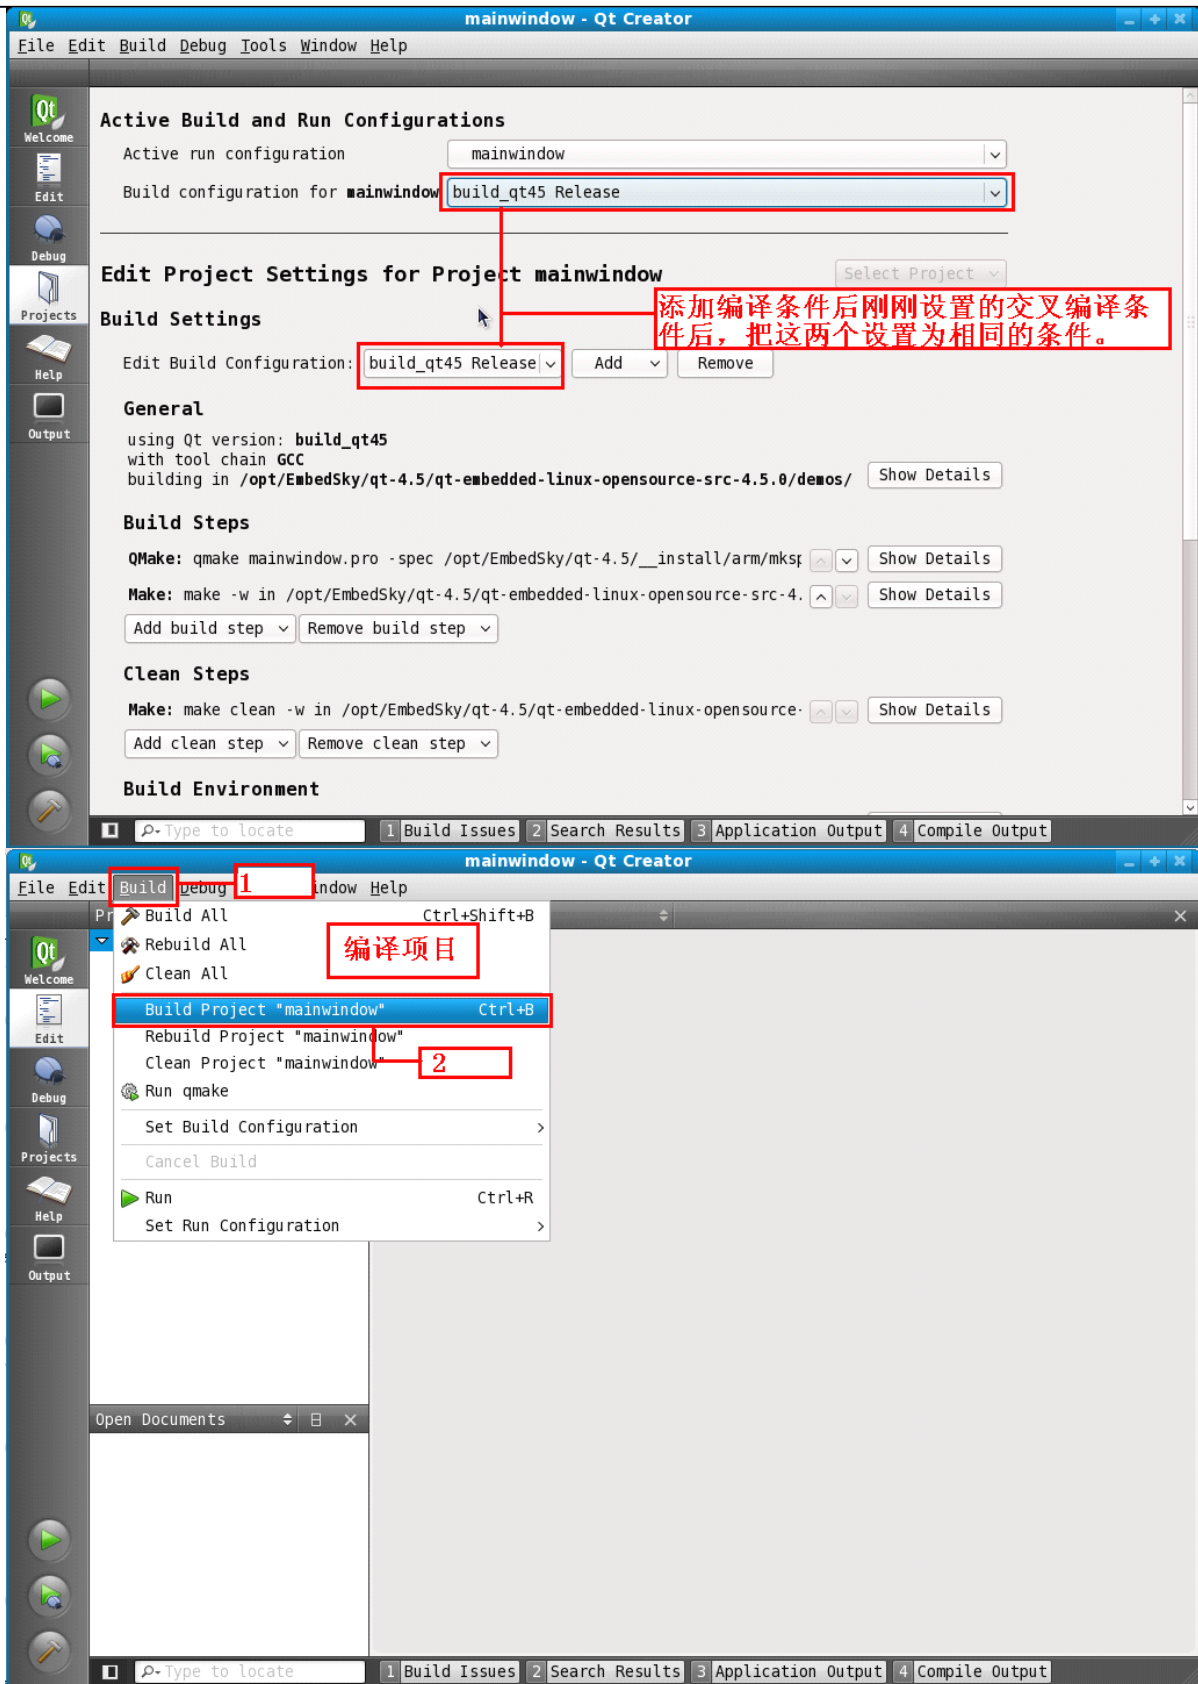 mainwindow - Qt Creator
File Edit Build Debug Tools Window Help
Welcome
Edit
Debug
Projects
Help
Output
Active Build and Run Configurations
Active run configuration mainwindow
Build configuration for mainwindow build_qt45 Release
Edit Project Settings for Project mainwindow Select Project
添加编译条件后刚刚设置的交叉编译条
件后，把这两个设置为相同的条件。
Build Settings
Edit Build Configuration: build_qt45 Release Add Remove
General
using Qt version: build_qt45
with tool chain GCC
building in /opt/EmbedSky/qt-4.5/qt-embedded-linux-opensource-src-4.5.0/demos/ Show Details
Build Steps
QMake: qmake mainwindow.pro -spec /opt/EmbedSky/qt-4.5/__install/arm/mksp Show Details
Make: make -w in /opt/EmbedSky/qt-4.5/qt-embedded-linux-opensource-src-4. Show Details
Add build step Remove build step
Clean Steps
Make: make clean -w in /opt/EmbedSky/qt-4.5/qt-embedded-linux-opensource- Show Details
Add clean step Remove clean step
Build Environment
Type to locate 1 Build Issues 2 Search Results 3 Application Output 4 Compile Output
mainwindow - Qt Creator
File Edit Build Debug 1 indow Help
Pr
Welcome
Edit
Debug
Projects
Help
Output
Build All Ctrl+Shift+B
Rebuild All
编译项目
Clean All
Build Project "mainwindow" Ctrl+B
Rebuild Project "mainwindow"
Clean Project "mainwindow" 2
Run qmake
Set Build Configuration
Cancel Build
Run Ctrl+R
Set Run Configuration
Open Documents
Type to locate 1 Build Issues 2 Search Results 3 Application Output 4 Compile Output